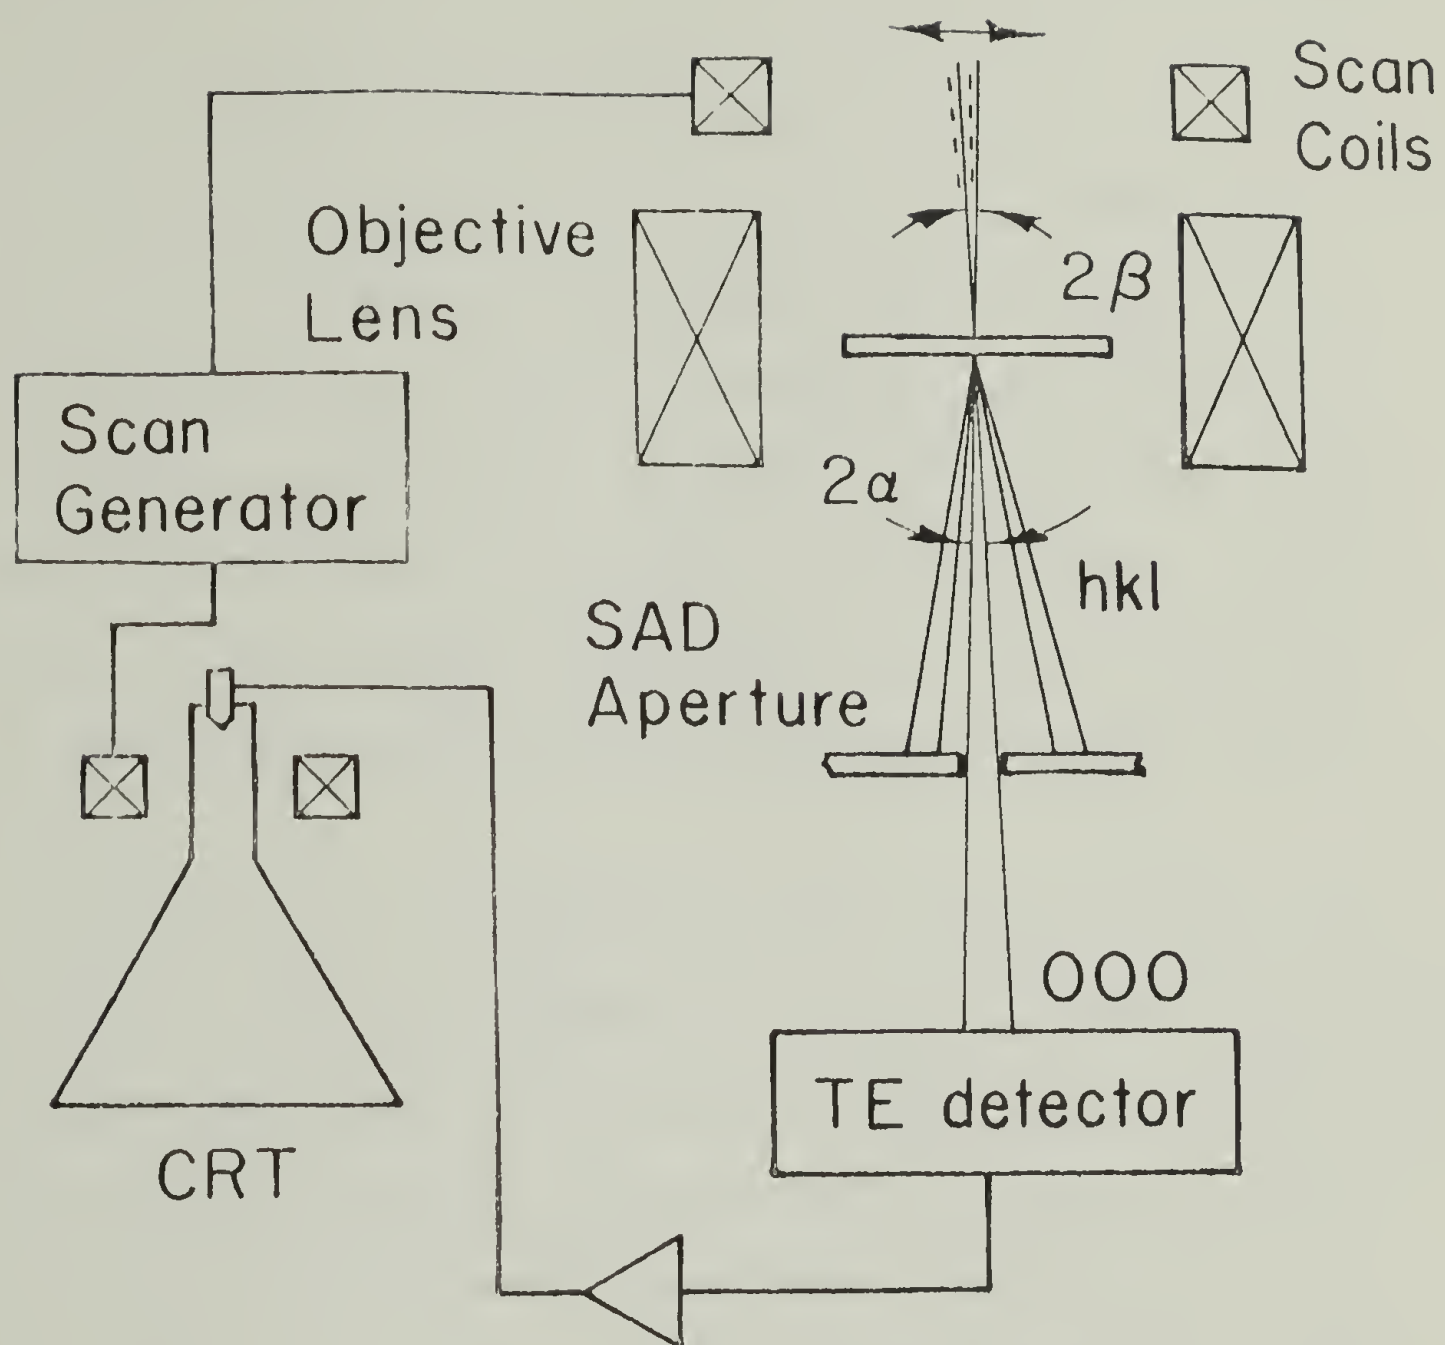 Scan
Coils
Objective
Lens
2β
Scan
Generator
2α
hkl
SAD
Aperture
000
TE detector
CRT